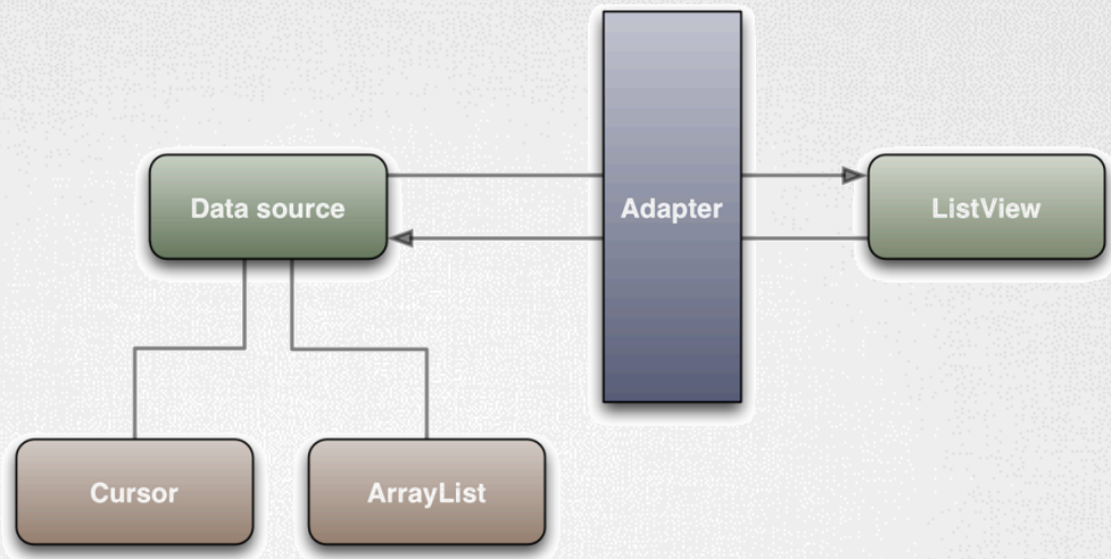 Data source
Adapter
ListView
Cursor
ArrayList